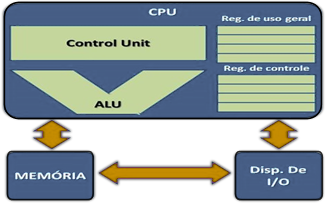 CPU
Control Unit
ALU
Reg. de uso geral
Reg. de controle
MEMÓRIA
Disp. De
I/O